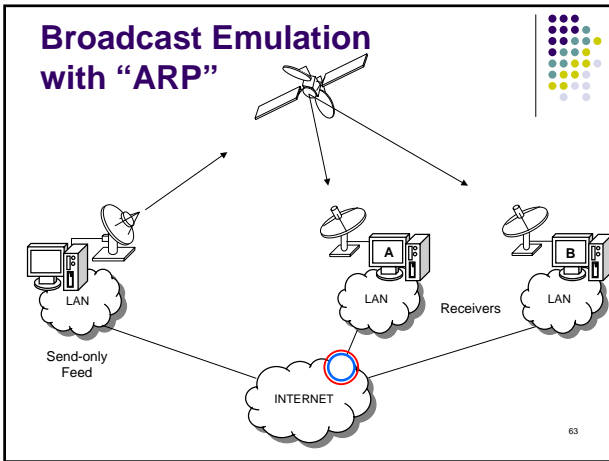 Broadcast Emulation
with “ARP”
A
B
LAN
LAN
LAN
Receivers
Send-only
Feed
INTERNET
63